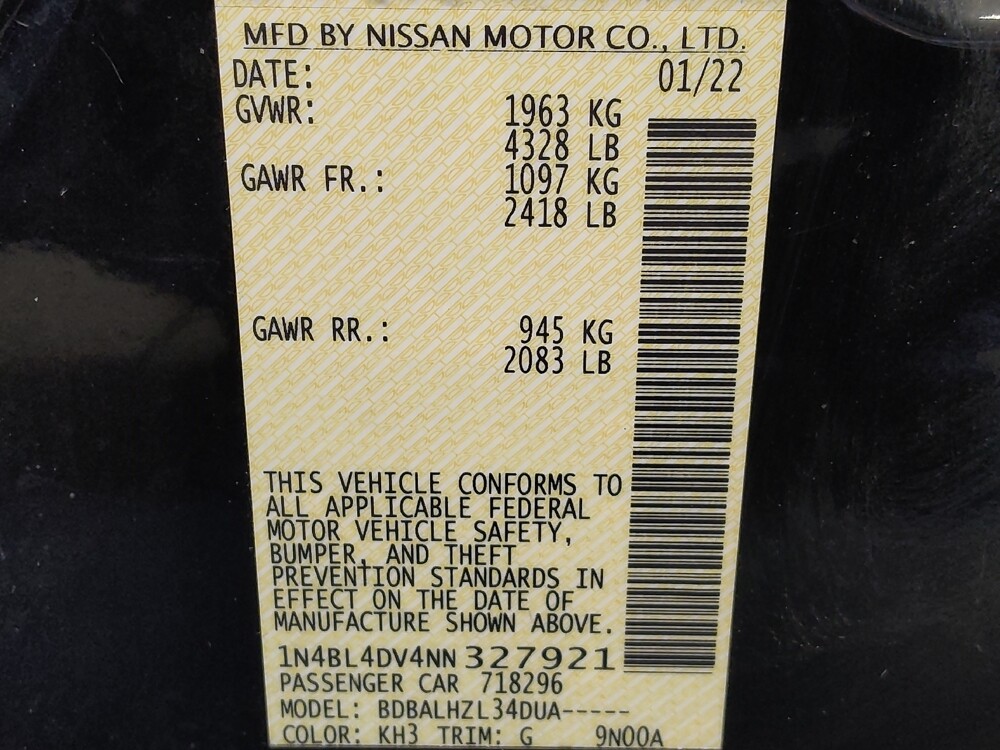 MFD BY NISSAN MOTOR CO., LTD.
DATE: 01/22
GVWR: 1963 KG
4328 LB
GAWR FR.: 1097 KG
2418 LB
GAWR RR.: 945 KG
2083 LB
THIS VEHICLE CONFORMS TO
ALL APPLICABLE FEDERAL
MOTOR VEHICLE SAFETY,
BUMPER, AND THEFT
PREVENTION STANDARDS IN
EFFECT ON THE DATE OF
MANUFACTURE SHOWN ABOVE.
1N4BL4DV4NN327921
PASSENGER CAR 718296
MODEL: BDBALHZL34DUA-----
COLOR: KH3 TRIM: G 9N00A